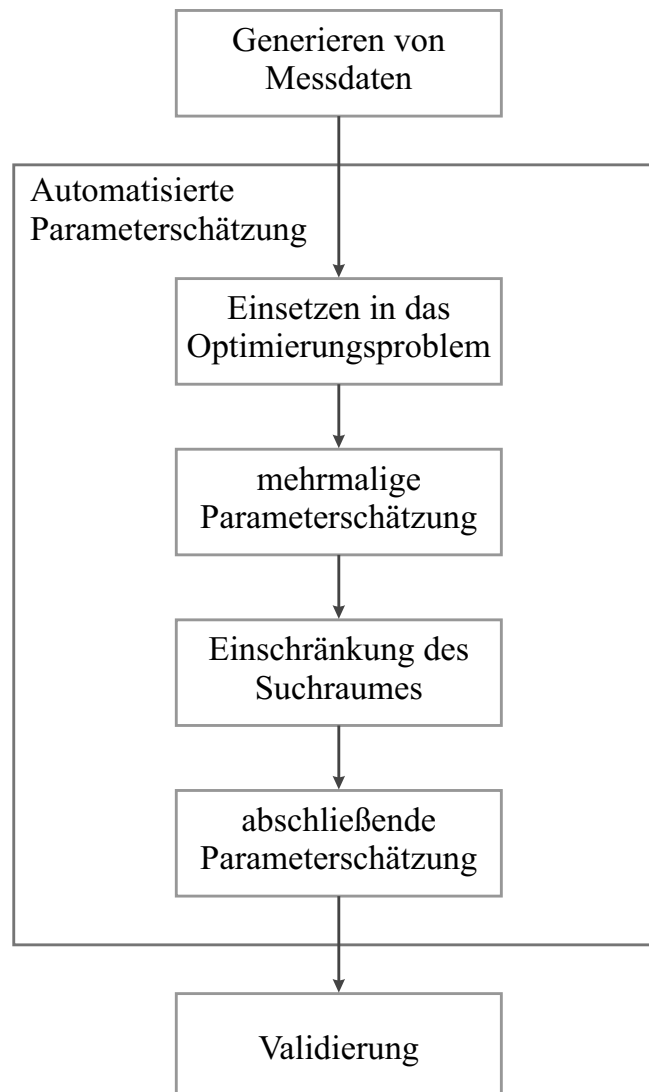 Generieren von
Messdaten
Automatisierte
Parameterschätzung
Einsetzen in das
Optimierungsproblem
mehrmalige
Parameterschätzung
Einschränkung des
Suchraumes
abschließende
Parameterschätzung
Validierung